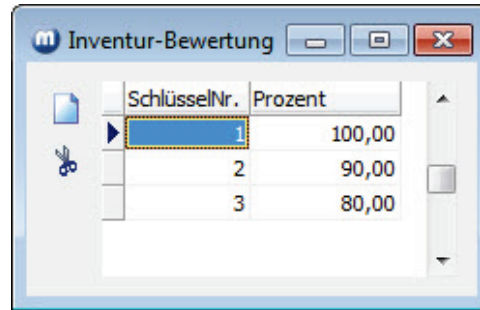 Inventur-Bewertung
SchlüsselNr. Prozent
1 100,00
2 90,00
3 80,00